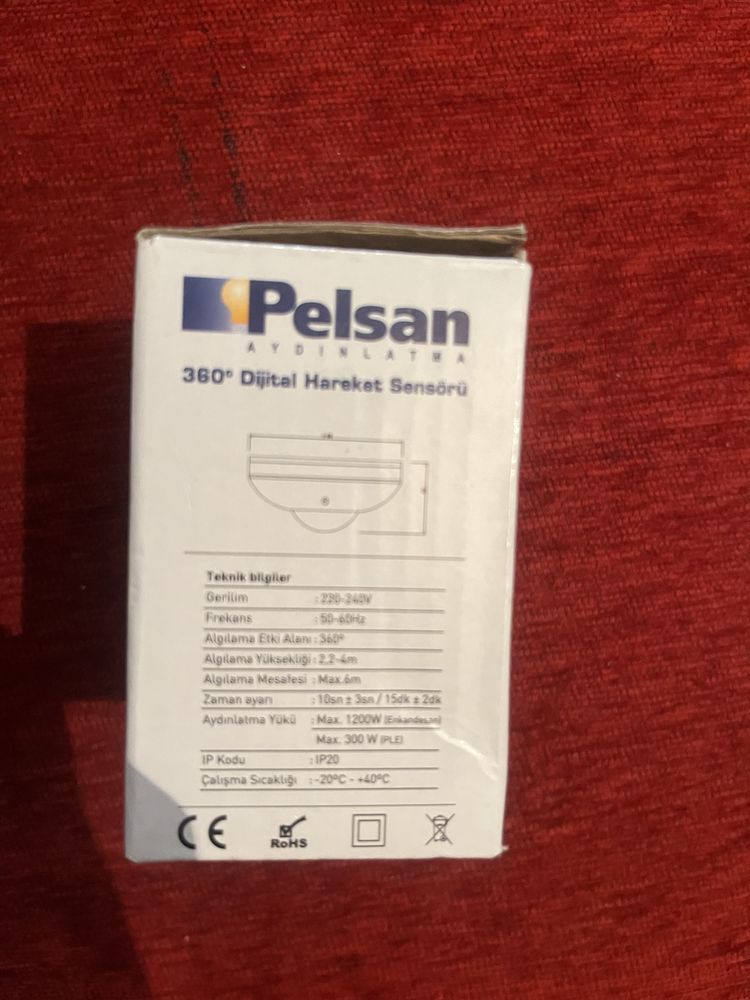 Pelsan
AYDINLATMA
360° Dijital Hareket Sensörü
Teknik bilgiler
Gerilim : 230-240V
Frekans : 50-60Hz
Algılama Etki Alanı : 360°
Algılama Yüksekliği : 2,2-4m
Algılama Mesafesi : Max.6m
Zaman ayarı : 10sn ± 3sn / 15dk ± 2dk
Aydınlatma Yükü : Max. 1200W (Enkandesan)
Max. 300 W (PLE)
IP Kodu : IP20
Çalışma Sıcaklığı : -20°C - +40°C
CE
RoHS